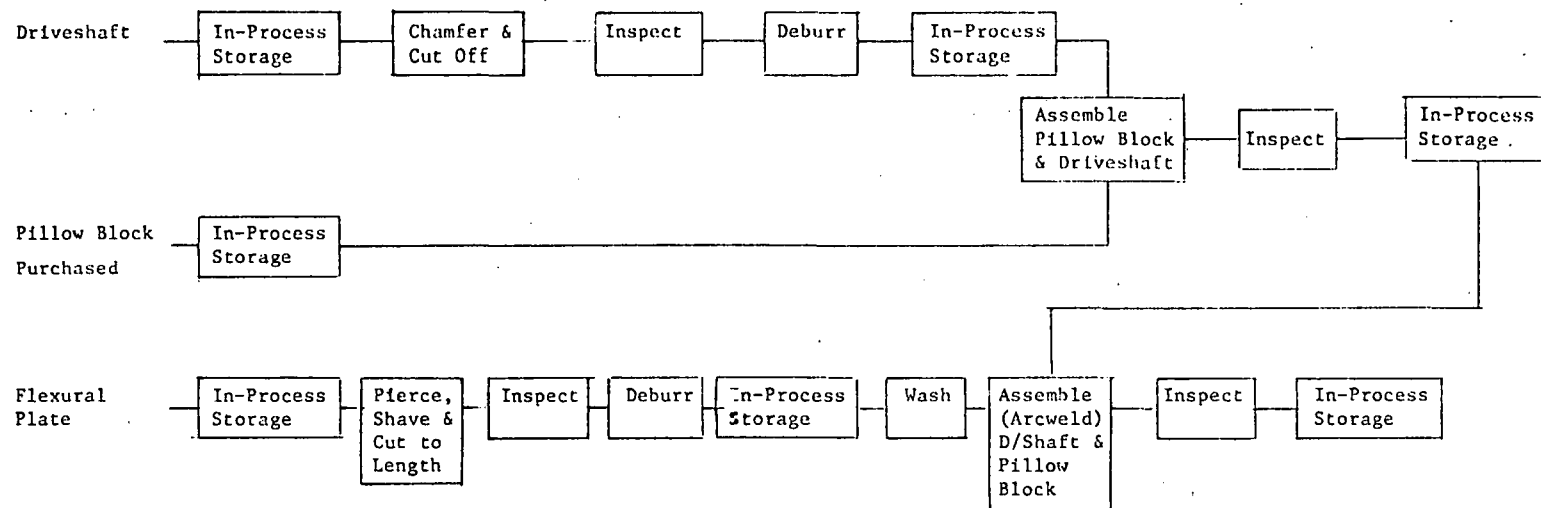 Driveshaft
In-Process
Storage
Chamfer &
Cut Off
Inspect
Deburr
In-Process
Storage
Assemble
Pillow Block
& Driveshaft
Inspect
In-Process
Storage
Pillow Block
Purchased
In-Process
Storage
Flexural
Plate
In-Process
Storage
Pierce,
Shave &
Cut to
Length
Inspect
Deburr
In-Process
Storage
Wash
Assemble
(Arcweld)
D/Shaft &
Pillow
Block
Inspect
In-Process
Storage